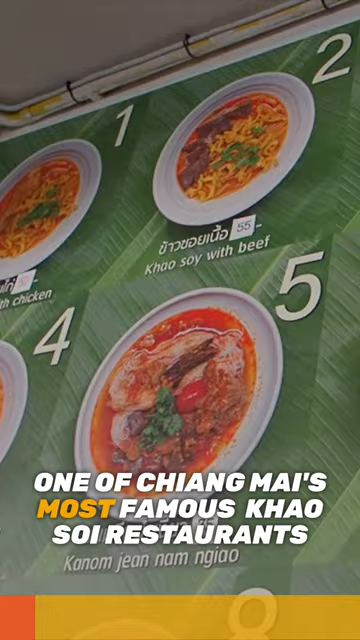 1
2
ข้าวซอยเนื้อ 55 -
Khao soy with beef
th chicken
4
5
ONE OF CHIANG MAI'S
MOST FAMOUS KHAO
SOI RESTAURANTS
Kanom jean nam ngiao